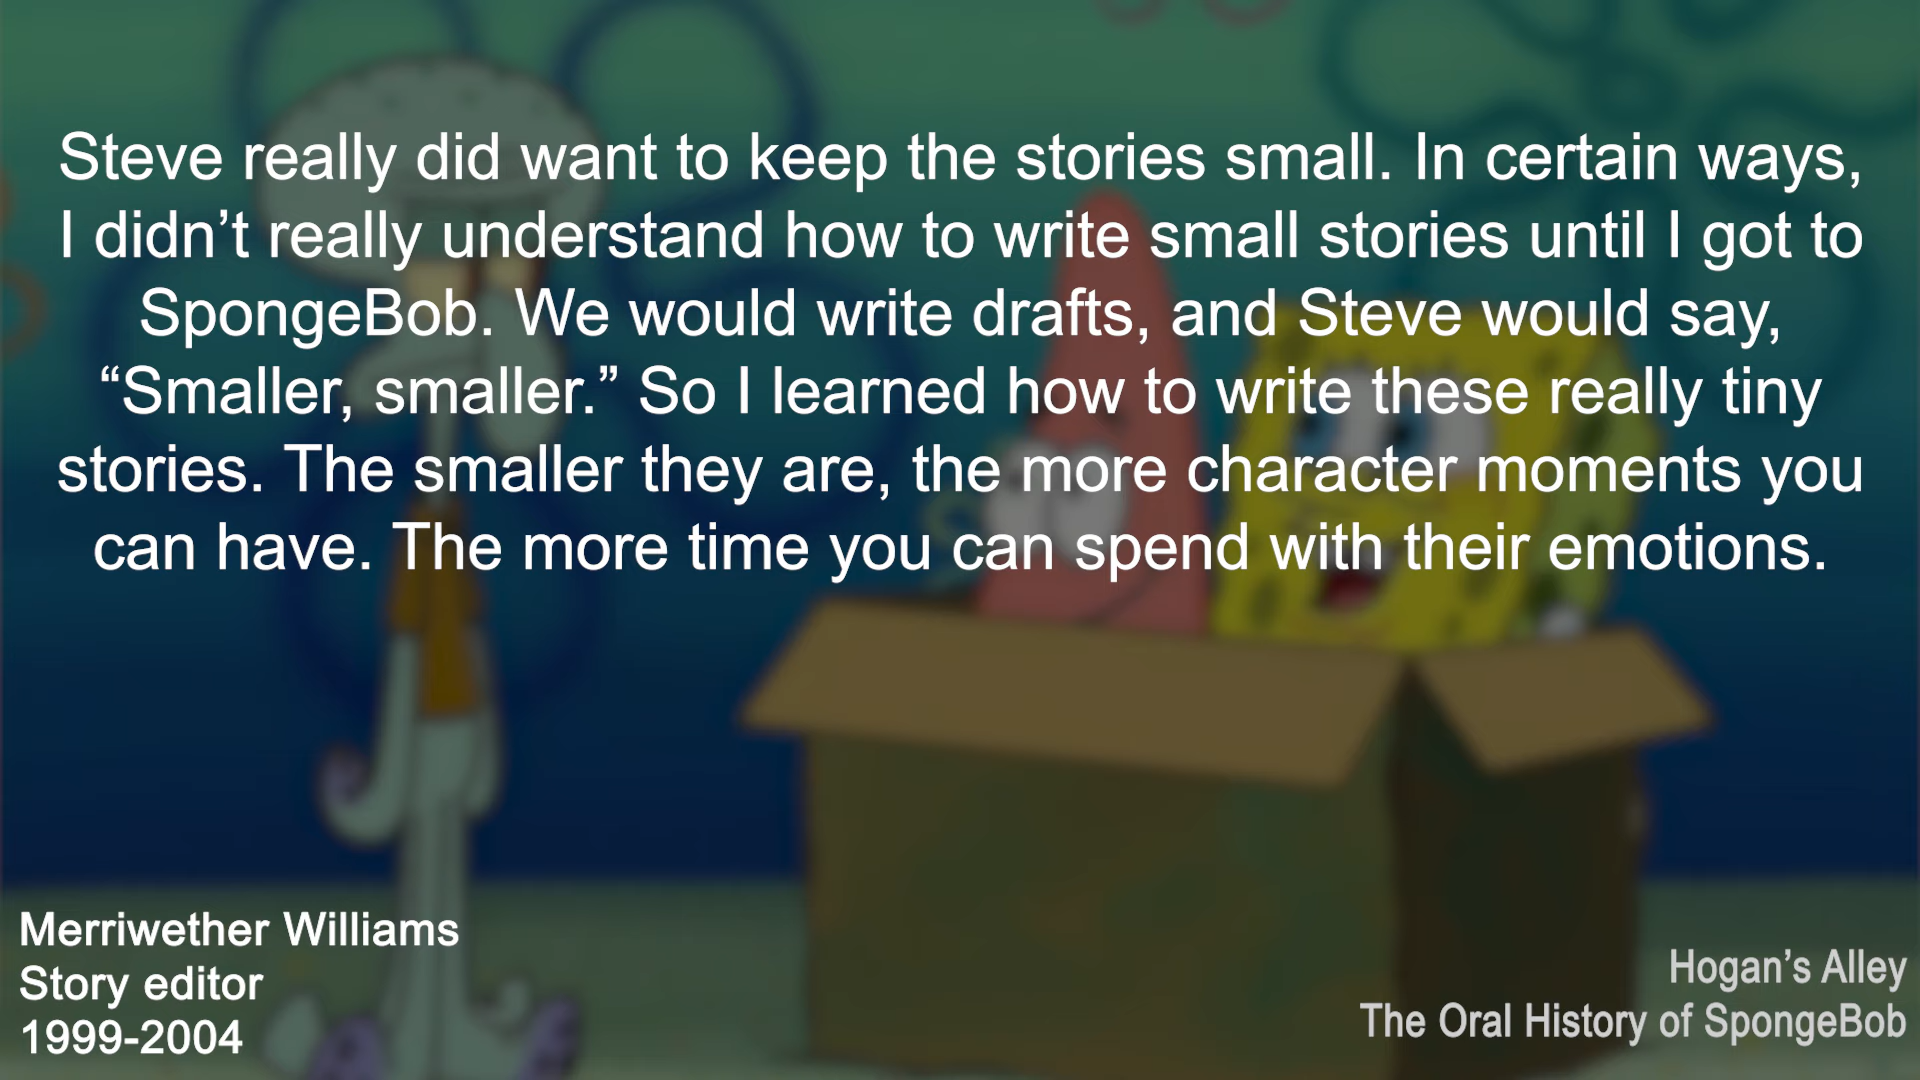 Steve really did want to keep the stories small. In certain ways,
I didn’t really understand how to write small stories until I got to
SpongeBob. We would write drafts, and Steve would say,
“Smaller, smaller.” So I learned how to write these really tiny
stories. The smaller they are, the more character moments you
can have. The more time you can spend with their emotions.
Merriwether Williams
Story editor
1999-2004
Hogan’s Alley
The Oral History of SpongeBob